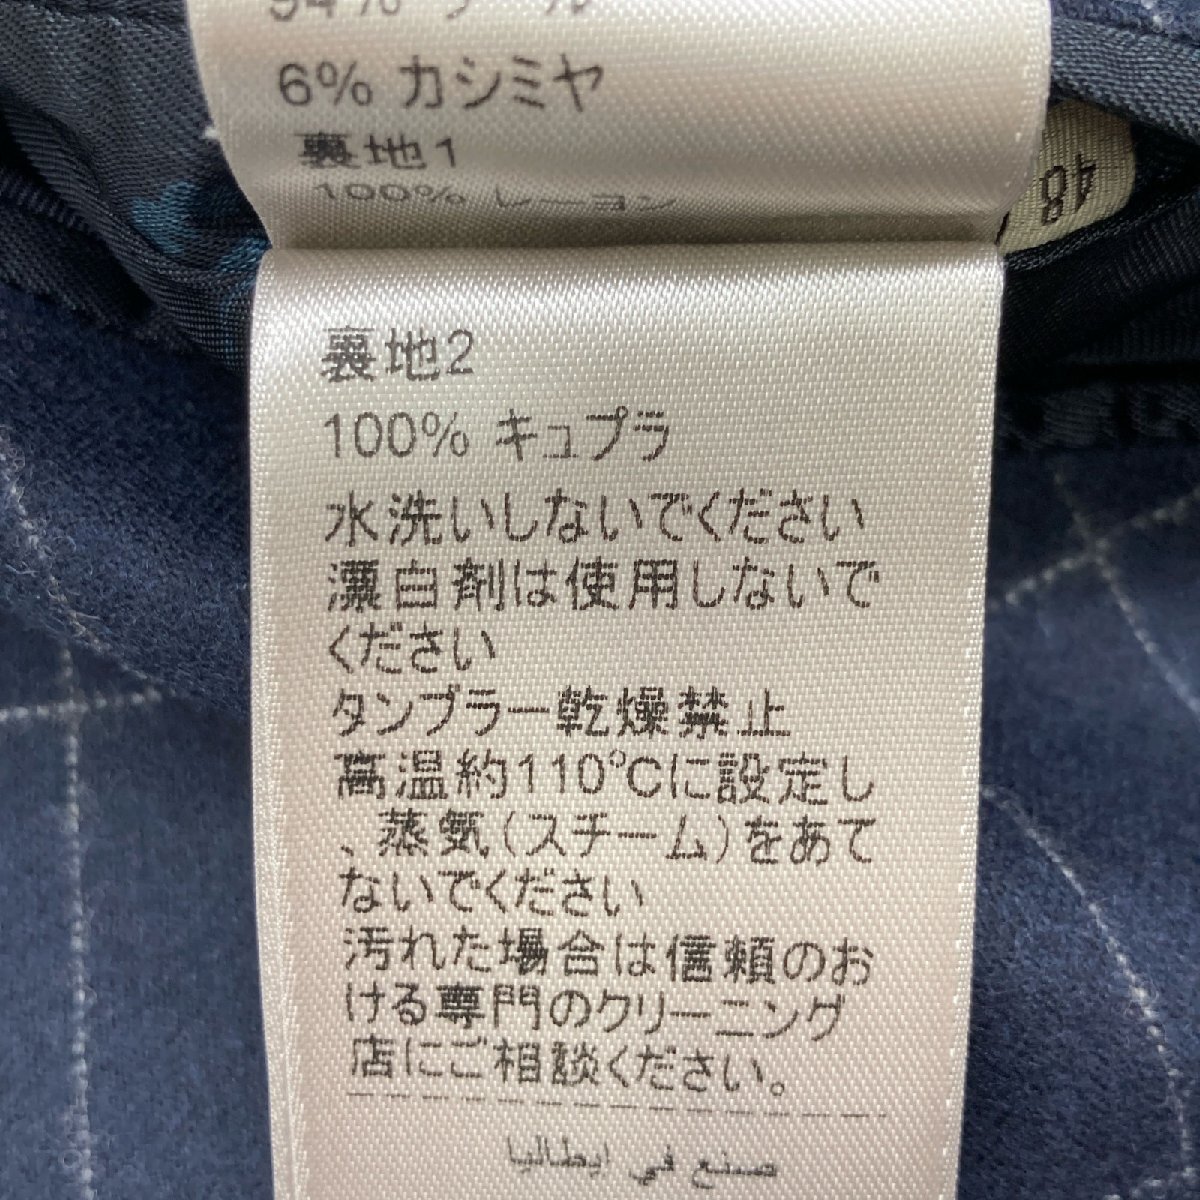 94% ウール
6% カシミヤ
裏地1
100% レーヨン
48
裏地2
100% キュプラ
水洗いしないでください
漂白剤は使用しないで
ください
タンブラー乾燥禁止
高温約110℃に設定し
、蒸気(スチーム)をあて
ないでください
汚れた場合は信頼のお
ける専門のクリーニング
店にご相談ください。
صنع في ايطاليا